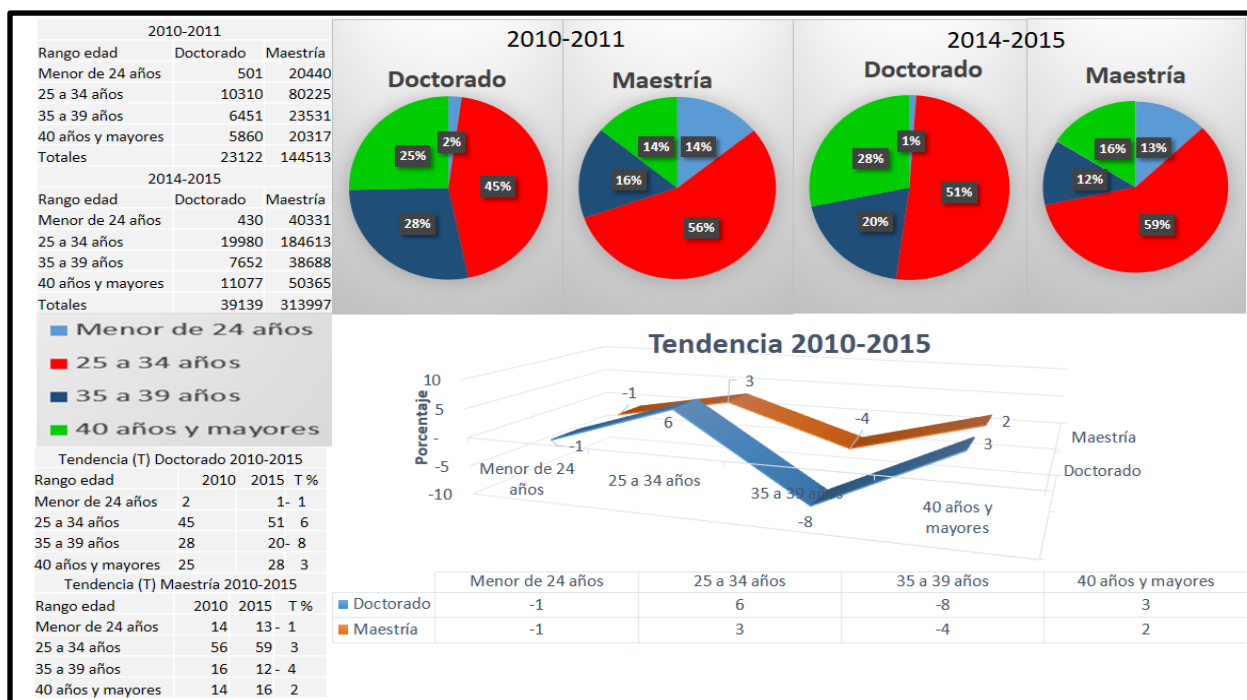 2010-2011
Rango edad Doctorado Maestría
Menor de 24 años 501 20440
25 a 34 años 10310 80225
35 a 39 años 6451 23531
40 años y mayores 5860 20317
Totales 23122 144513
2014-2015
Rango edad Doctorado Maestría
Menor de 24 años 430 40331
25 a 34 años 19980 184613
35 a 39 años 7652 38688
40 años y mayores 11077 50365
Totales 39139 313997
Menor de 24 años
25 a 34 años
35 a 39 años
40 años y mayores
Tendencia (T) Doctorado 2010-2015
Rango edad 2010 2015 T %
Menor de 24 años 2 1- 1
25 a 34 años 45 51 6
35 a 39 años 28 20- 8
40 años y mayores 25 28 3
Tendencia (T) Maestría 2010-2015
Rango edad 2010 2015 T %
Menor de 24 años 14 13 - 1
25 a 34 años 56 59 3
35 a 39 años 16 12 - 4
40 años y mayores 14 16 2
2010-2011
Doctorado
2%
45%
28%
25%
Maestría
14%
56%
16%
14%
2014-2015
Doctorado
1%
51%
20%
28%
Maestría
13%
59%
12%
16%
Tendencia 2010-2015
Porcentaje
10
5
-
-5
-10
-1
3
-4
2
-1
6
-8
3
Menor de 24
años
25 a 34 años
35 a 39 años
40 años y
mayores
Maestría
Doctorado
Menor de 24 años 25 a 34 años 35 a 39 años 40 años y mayores
Doctorado -1 6 -8 3
Maestría -1 3 -4 2